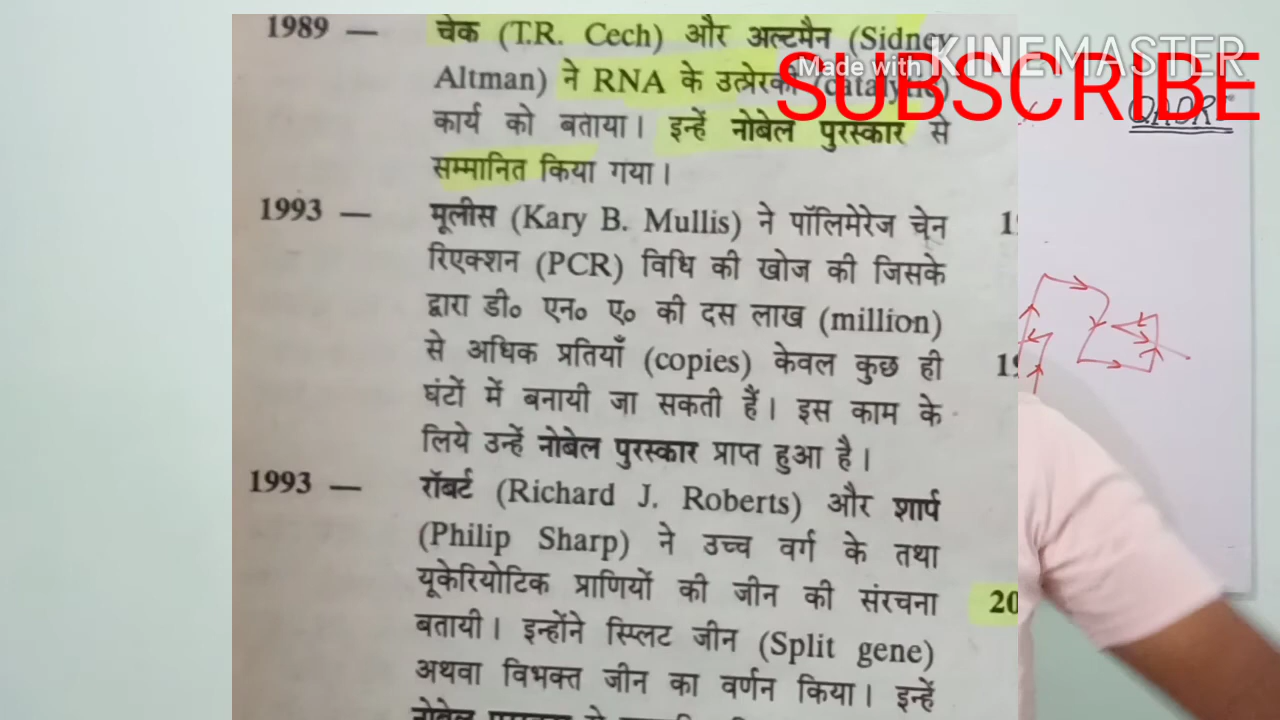 1989 — चेक (T.R. Cech) और अल्टमैन (Sidney
Altman) ने RNA के उत्प्रेरकी (catalytic)
कार्य को बताया। इन्हें नोबेल पुरस्कार से
सम्मानित किया गया।
1993 — मूलीस (Kary B. Mullis) ने पॉलिमेरेज चेन
रिएक्शन (PCR) विधि की खोज की जिसके
द्वारा डी० एन० ए० की दस लाख (million)
से अधिक प्रतियाँ (copies) केवल कुछ ही
घंटों में बनायी जा सकती हैं। इस काम के
लिये उन्हें नोबेल पुरस्कार प्राप्त हुआ है।
1993 — रॉबर्ट (Richard J. Roberts) और शार्प
(Philip Sharp) ने उच्च वर्ग के तथा
यूकेरियोटिक प्राणियों की जीन की संरचना
बतायी। इन्होंने स्प्लिट जीन (Split gene)
अथवा विभक्त जीन का वर्णन किया। इन्हें
नोबेल पुरस्कार से
20
Made with KINEMASTER
SUBSCRIBE